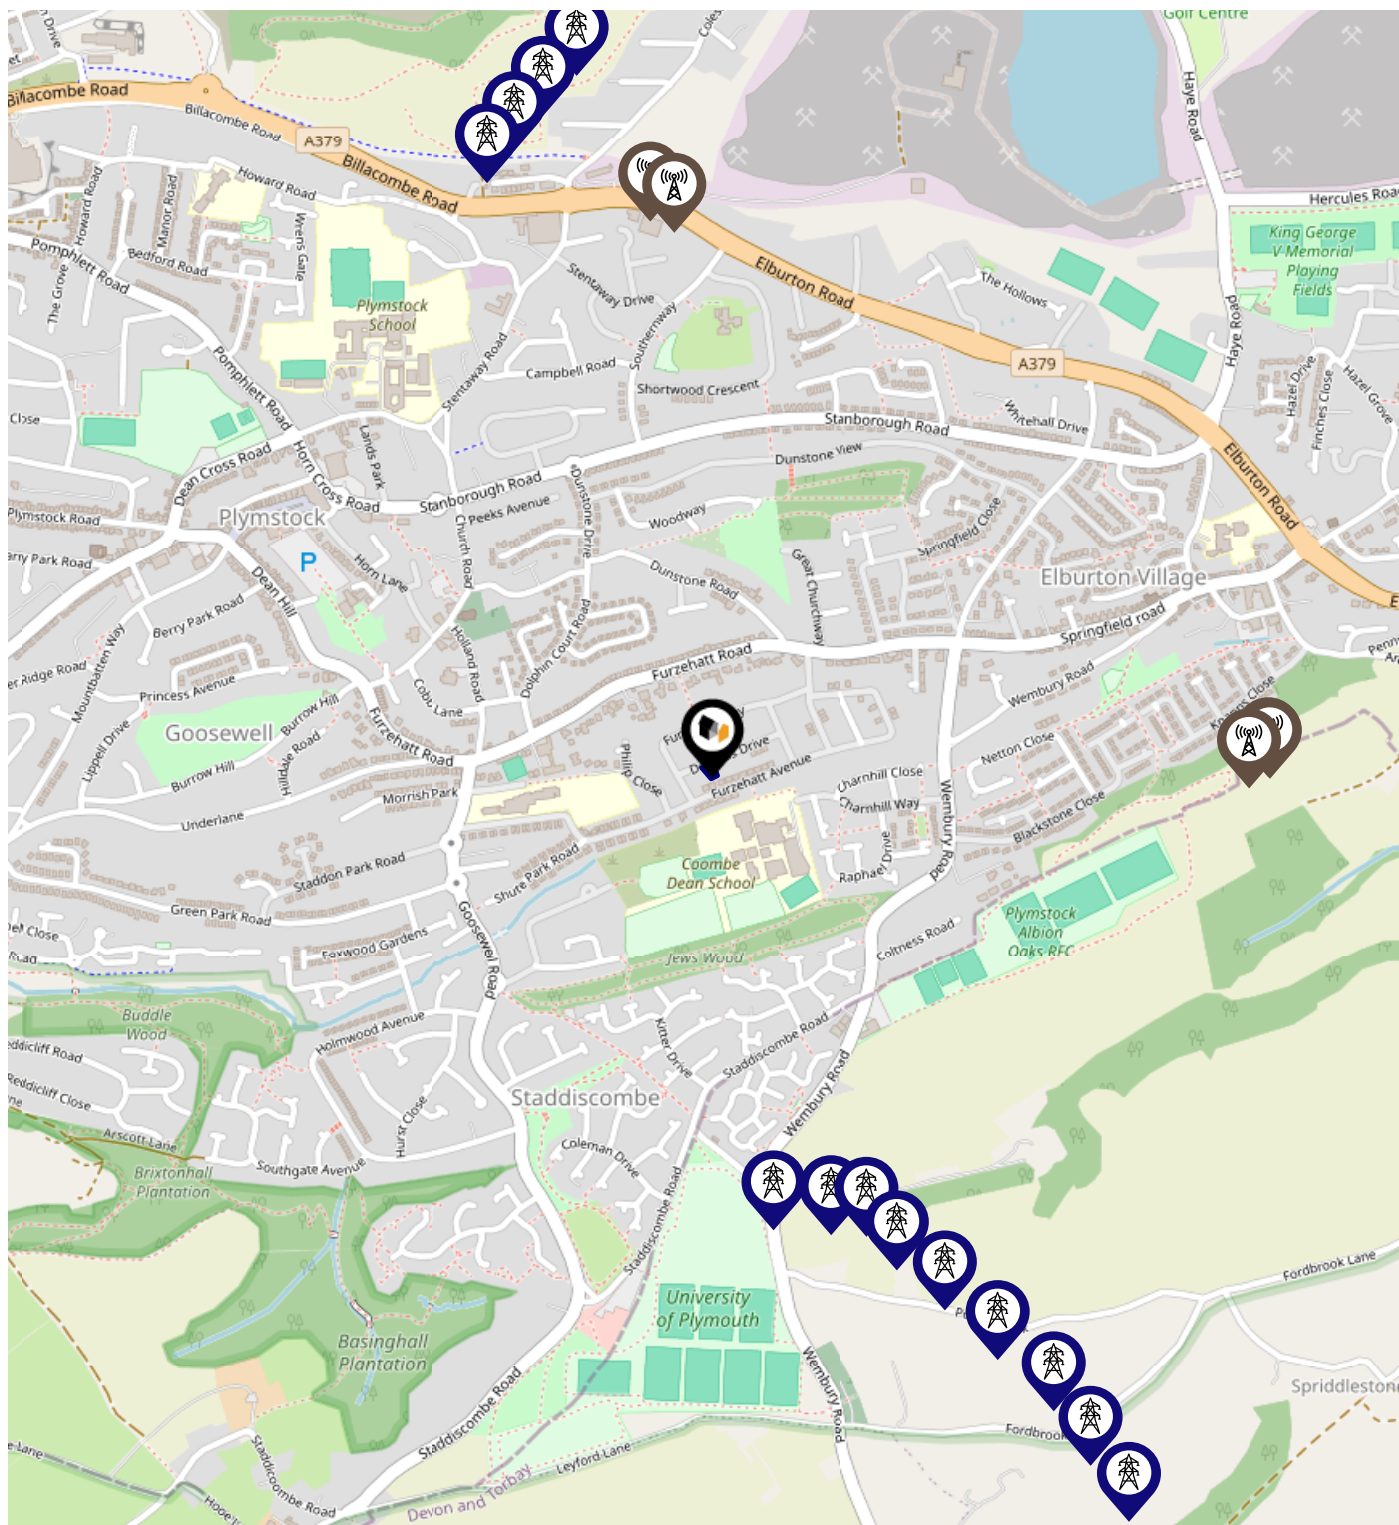 Golf Centre
Coles
Drive
Billacombe Road
Billacombe Road
A379
Billacombe Road
Haye Road
Hercules Road
Howard Road
Howard Road
Manor Road
Wrens Gate
King George
V Memorial
Playing
Fields
Pomphlett Road
Bedford Road
The Grove
Stentaway Drive
Elburton Road
The Hollows
Plymstock
School
Southernway
Haye Road
Pomphlett Road
Stentaway Road
Campbell Road
Shortwood Crescent
A379
Hazel Drive
Hazel Grove
Finches Close
Close
Whitehall Drive
Stanborough Road
Lands Park
Dean Cross Road
Horn Cross Road
Dunstone View
Elburton Road
Stanborough Road
Peeks Avenue
Dunstone Drive
Plymstock Road
Plymstock
Woodway
Springfield Close
Church Road
P
Horn Lane
Dean Hill
Dunstone Road
Great Churchway
Elburton Village
Berry Park Road
Springfield road
Mountbatten Way
Holland Road
Dolphin Court Road
Furzehatt Road
er Ridge Road
Princess Avenue
Cobb Lane
Wembury Road
Burrow Hill
Goosewell
Furzehatt Road
Lippell Drive
Hilldale Road
Netton Close
Burrow Hill
Philip Close
Drive
Furzehatt Avenue
Charnhill Close
Morrish Park
Charnhill Way
Wembury Road
Blackstone Close
Underlane
Raphael Drive
Coombe
Dean School
Staddon Park Road
Shute Park Road
Green Park Road
Plymstock
Albion
Oaks RFC
Foxwood Gardens
Goosewell Road
Coltness Road
Jews Wood
Buddle
Wood
Holmwood Avenue
Kitter Drive
Staddiscombe Road
eddicliff Road
Reddicliff Close
Staddiscombe
Hurst Close
Wembury Road
Arscott Lane
Southgate Avenue
Coleman Drive
Brixtonhall
Plantation
Staddiscombe Road
Fordbrook Lane
University
of Plymouth
Basinghall
Plantation
Wembury Road
Spriddlestone
Staddiscombe Road
Fordbrook
Leyford Lane
Staddiscombe Road
Devon and Torbay